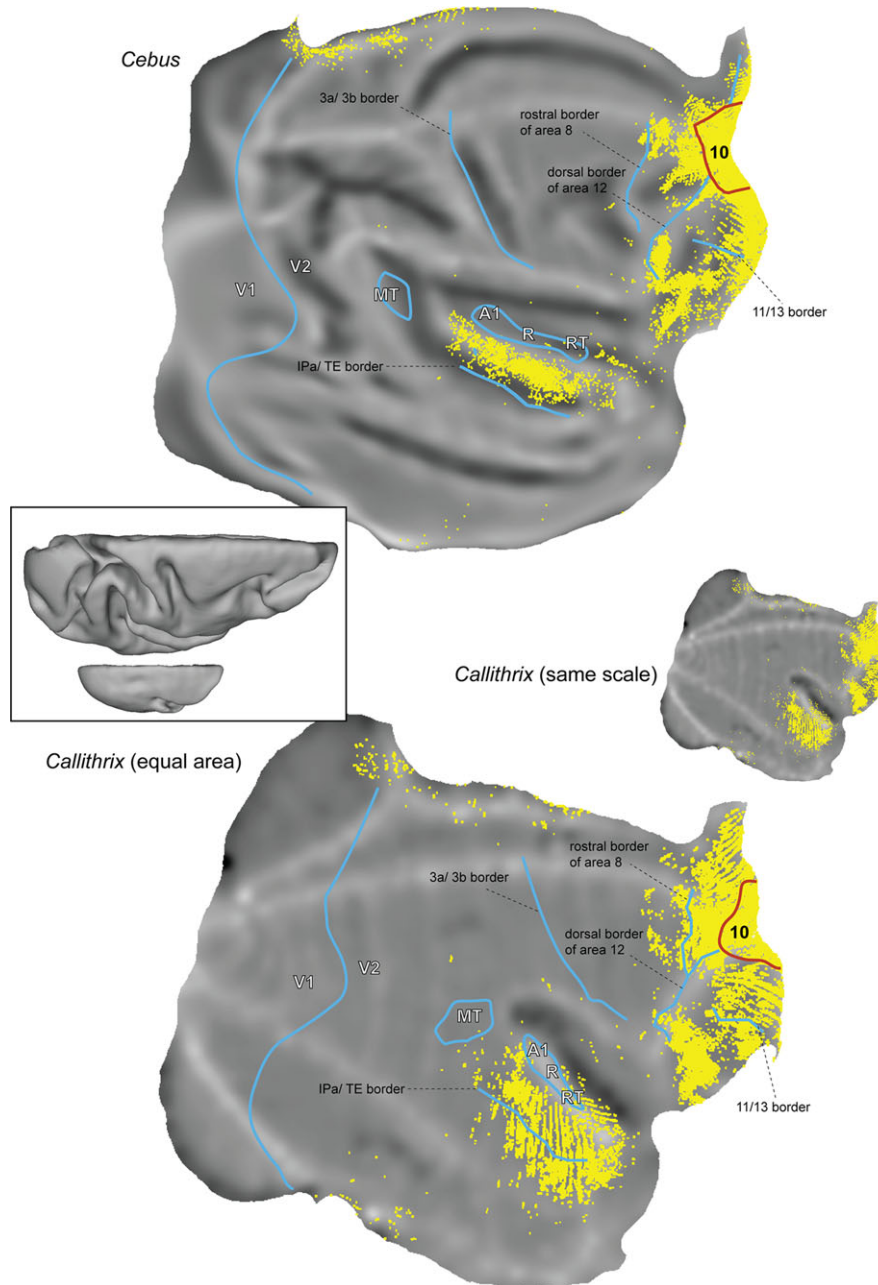 Cebus
3a/ 3b border
rostral border
of area 8
10
dorsal border
of area 12
V2
V1
MT
A1
R
RT
11/13 border
IPa/ TE border
Callithrix (same scale)
Callithrix (equal area)
rostral border
of area 8
3a/ 3b border
10
dorsal border
of area 12
V1
V2
MT
A1
R
IPa/ TE border
RT
11/13 border